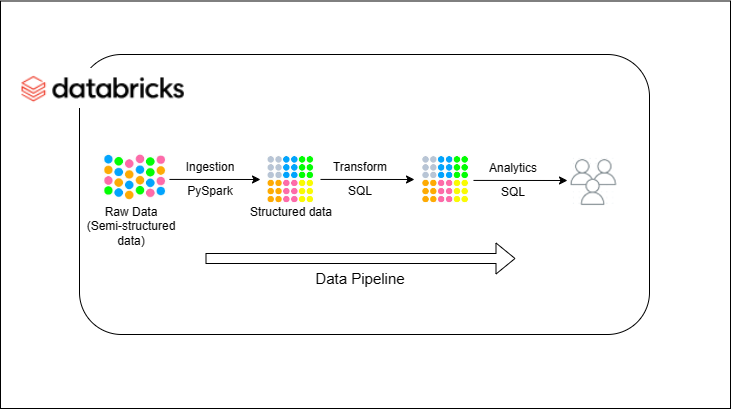 databricks
Ingestion
PySpark
Transform
SQL
Analytics
SQL
Raw Data
(Semi-structured
data)
Structured data
Data Pipeline